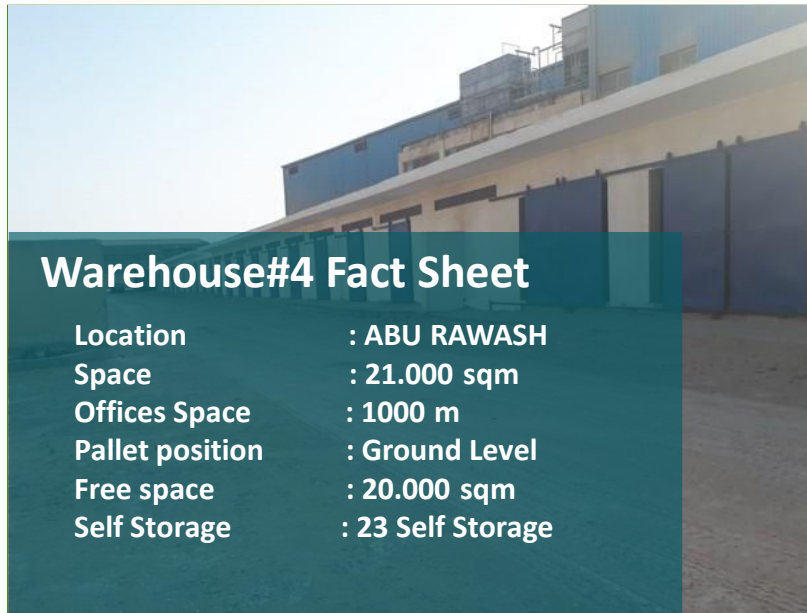 Warehouse#4 Fact Sheet
Location : ABU RAWASH
Space : 21.000 sqm
Offices Space : 1000 m
Pallet position : Ground Level
Free space : 20.000 sqm
Self Storage : 23 Self Storage